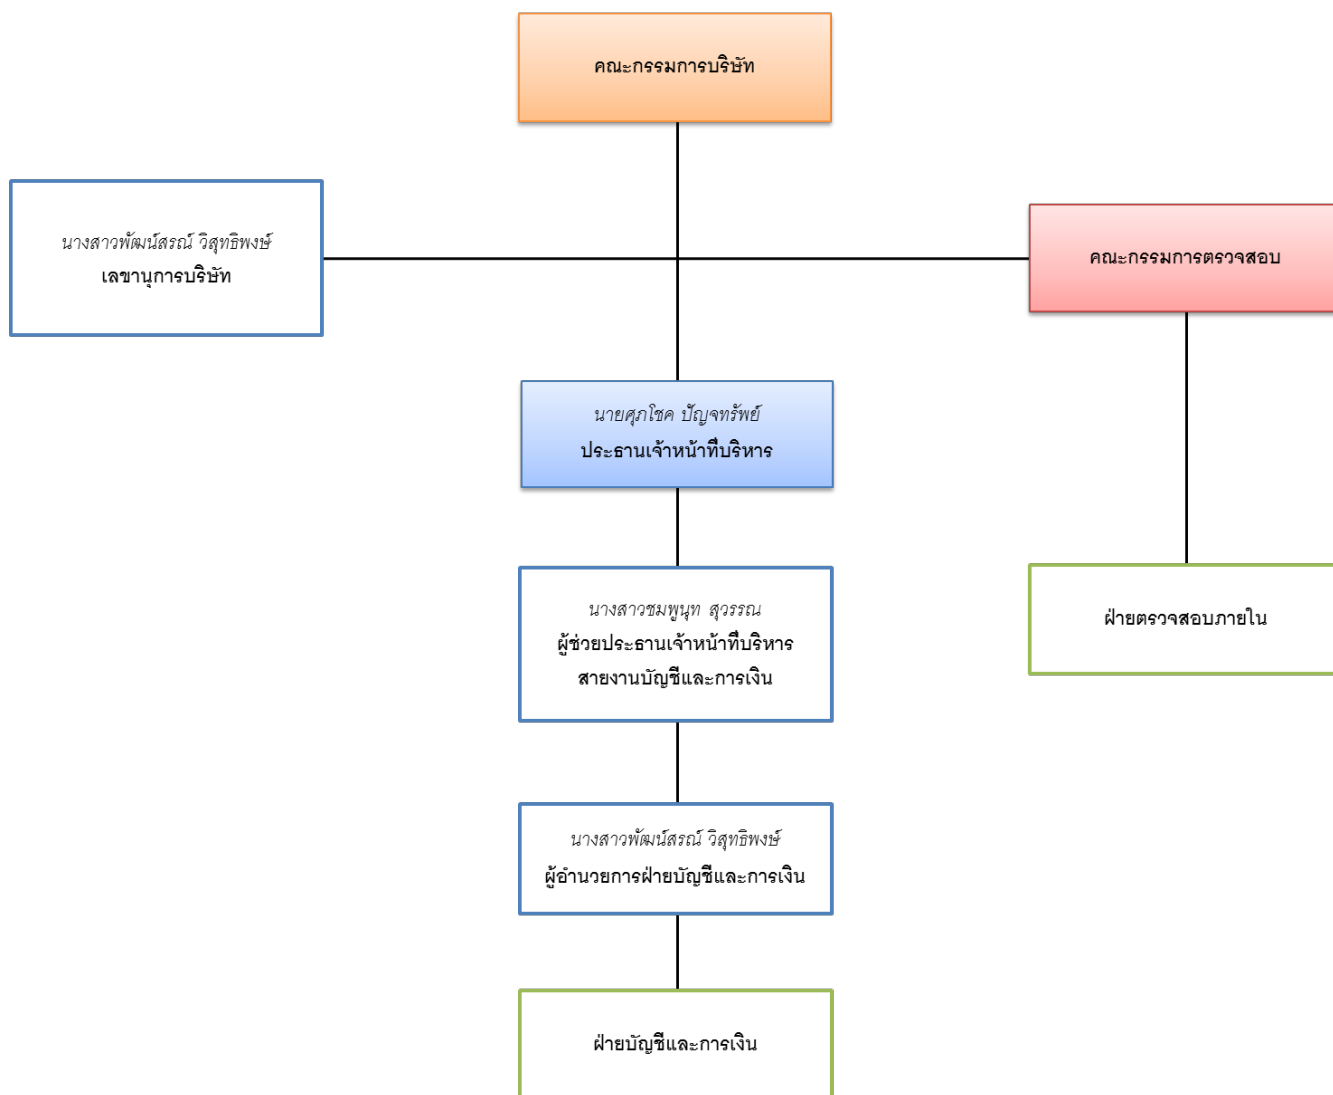 คณะกรรมการบริษัท
นางสาวพัฒน์สรณ์ วิสุทธิพงษ์
เลขานุการบริษัท
คณะกรรมการตรวจสอบ
นายศุภโชค ปัญจทรัพย์
ประธานเจ้าหน้าที่บริหาร
นางสาวชมพูนุท สุวรรณ
ผู้ช่วยประธานเจ้าหน้าที่บริหาร
สายงานบัญชีและการเงิน
ฝ่ายตรวจสอบภายใน
นางสาวพัฒน์สรณ์ วิสุทธิพงษ์
ผู้อำนวยการฝ่ายบัญชีและการเงิน
ฝ่ายบัญชีและการเงิน